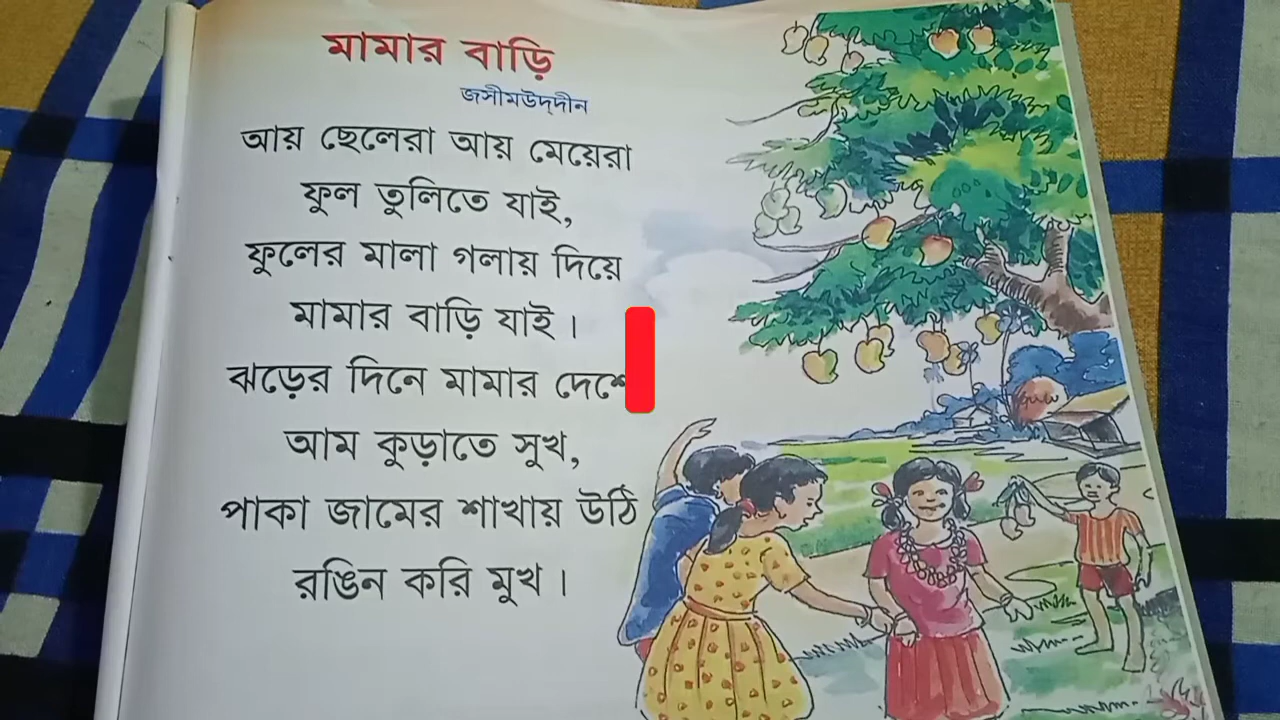 মামার বাড়ি
জসীমউদ্‌দীন
আয় ছেলেরা আয় মেয়েরা
ফুল তুলিতে যাই,
ফুলের মালা গলায় দিয়ে
মামার বাড়ি যাই।
ঝড়ের দিনে মামার দেশে
আম কুড়াতে সুখ,
পাকা জামের শাখায় উঠি
রঙিন করি মুখ।